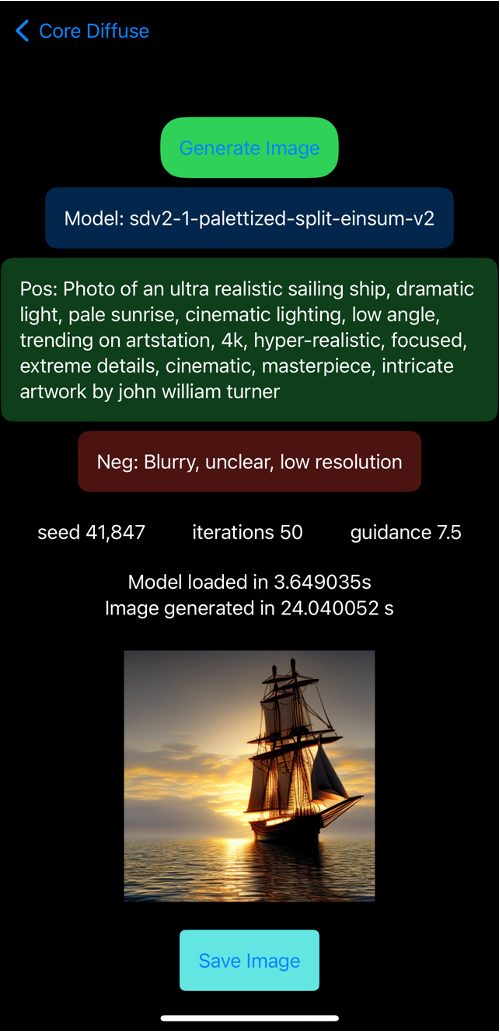 Core Diffuse
Generate Image
Model: sdv2-1-palettized-split-einsum-v2
Pos: Photo of an ultra realistic sailing ship, dramatic
light, pale sunrise, cinematic lighting, low angle,
trending on artstation, 4k, hyper-realistic, focused,
extreme details, cinematic, masterpiece, intricate
artwork by john william turner
Neg: Blurry, unclear, low resolution
seed 41,847 iterations 50 guidance 7.5
Model loaded in 3.649035s
Image generated in 24.040052 s
Save Image